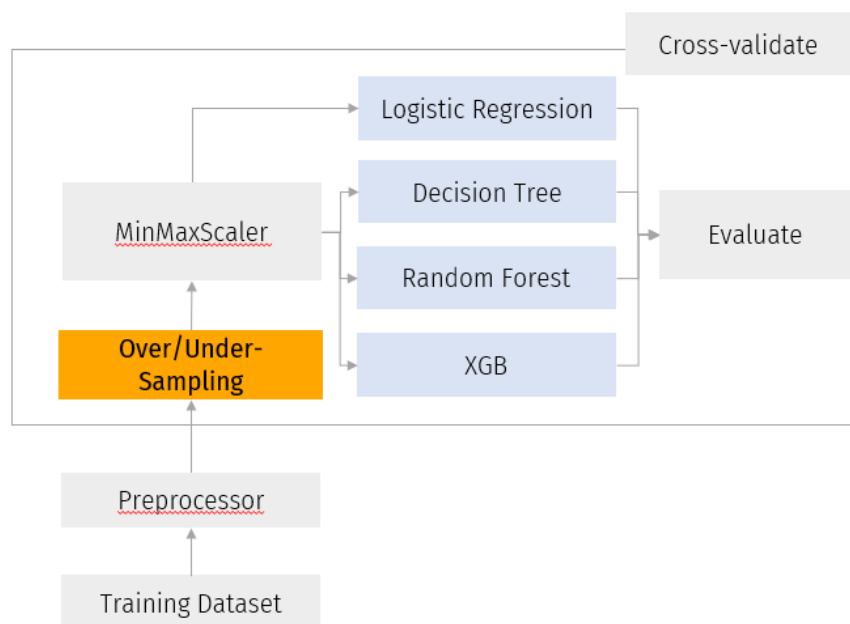 Cross-validate
Logistic Regression
Decision Tree
MinMaxScaler
Evaluate
Random Forest
Over/Under-
Sampling
XGB
Preprocessor
Training Dataset